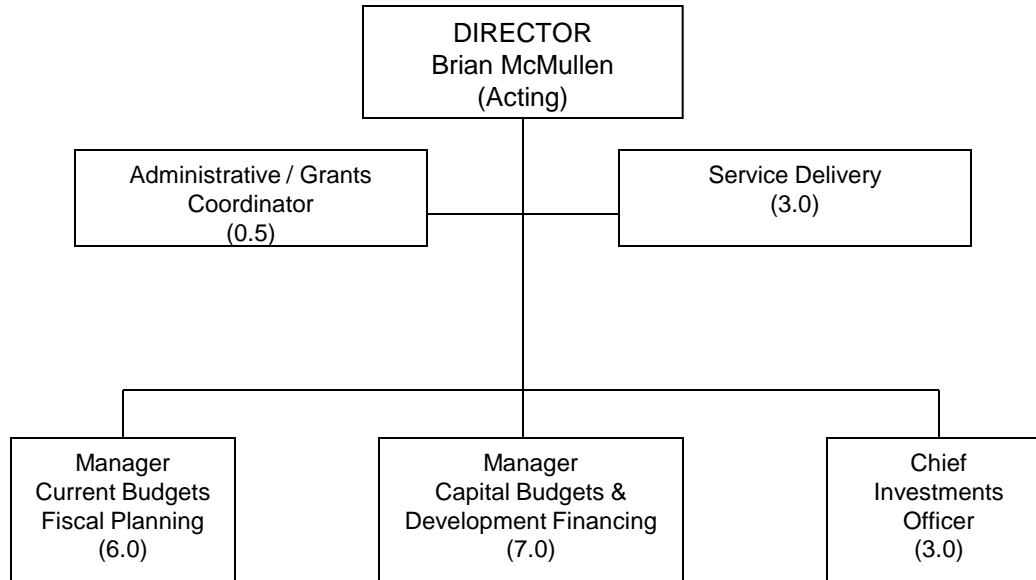 DIRECTOR
Brian McMullen
(Acting)
Administrative / Grants
Coordinator
(0.5)
Service Delivery
(3.0)
Manager
Current Budgets
Fiscal Planning
(6.0)
Manager
Capital Budgets &
Development Financing
(7.0)
Chief
Investments
Officer
(3.0)